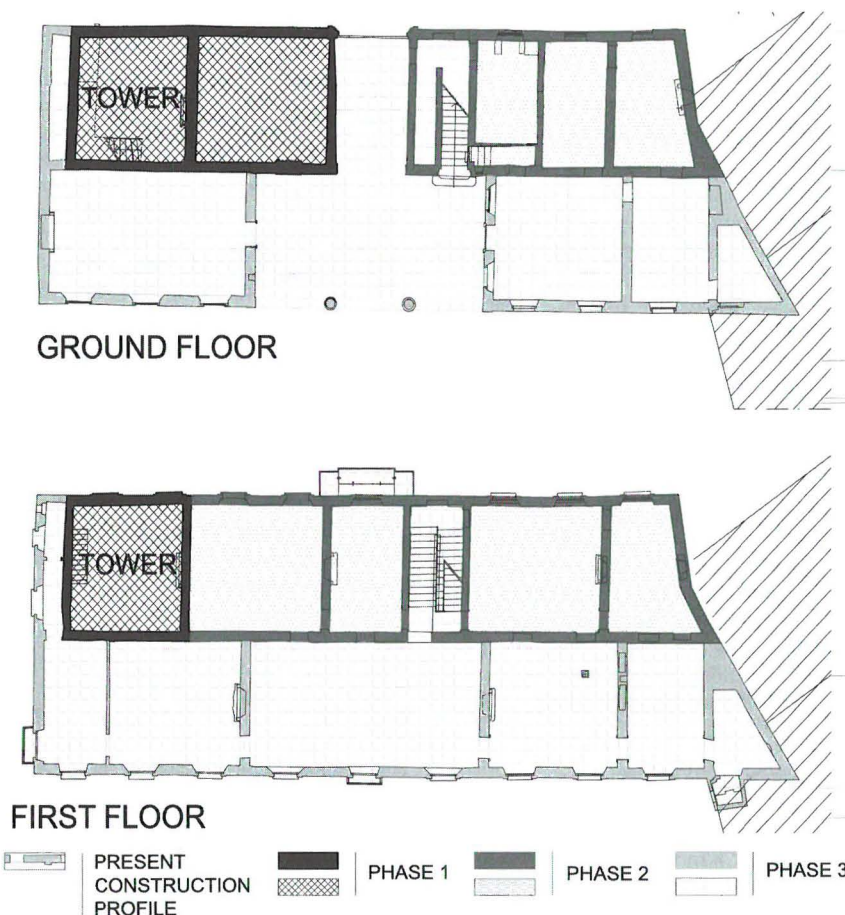 TOWER
GROUND FLOOR
TOWER
FIRST FLOOR
PRESENT
CONSTRUCTION
PROFILE
PHASE 1
PHASE 2
PHASE 3